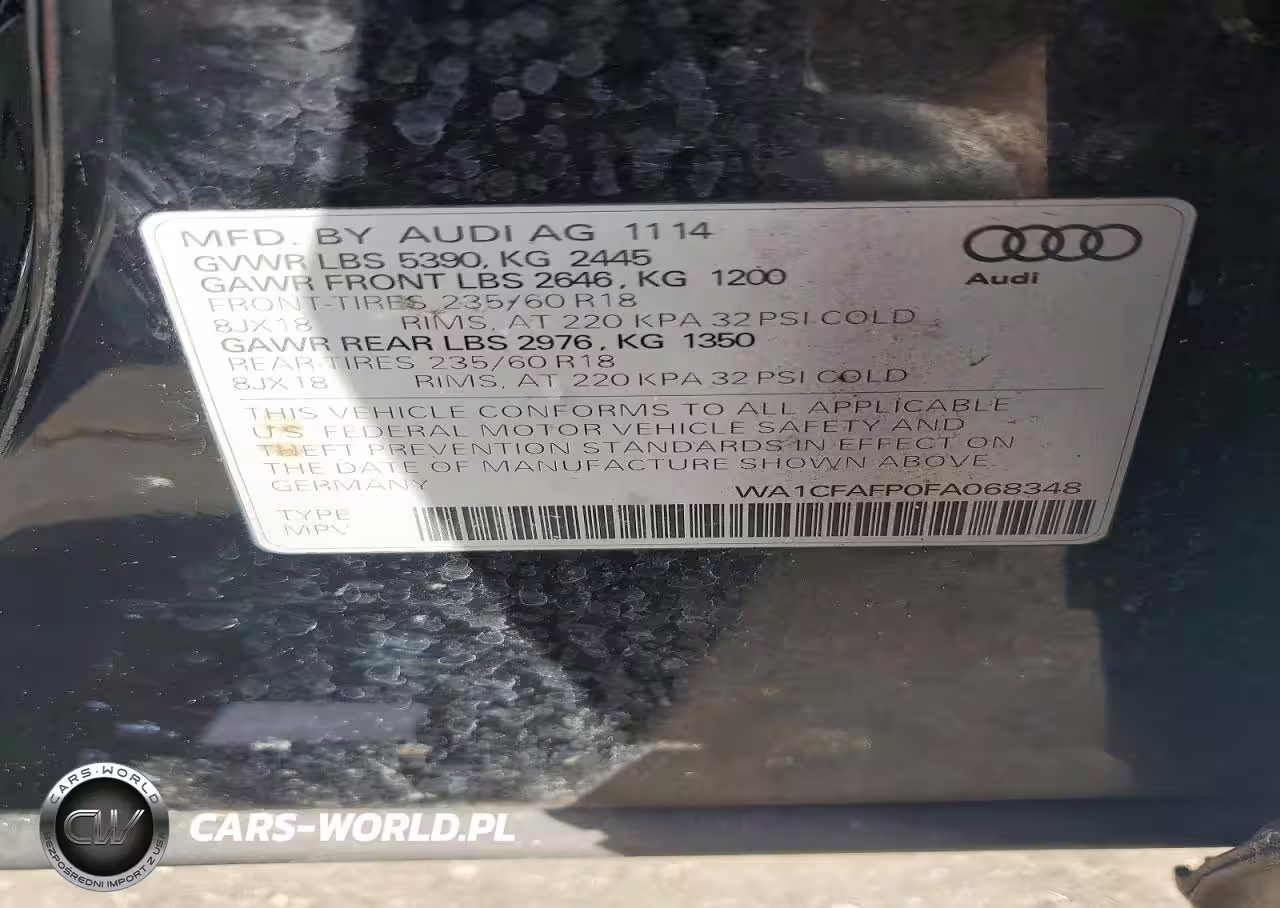 MFD. BY AUDI AG 1114
GVWR LBS 5390, KG 2445
GAWR FRONT LBS 2646, KG 1200
FRONT-TIRES 235/60 R18
8JX18 RIMS, AT 220 KPA 32 PSI COLD
GAWR REAR LBS 2976, KG 1350
REAR-TIRES 235/60 R18
8JX18 RIMS, AT 220 KPA 32 PSI COLD
Audi
THIS VEHICLE CONFORMS TO ALL APPLICABLE
U.S. FEDERAL MOTOR VEHICLE SAFETY AND
THEFT PREVENTION STANDARDS IN EFFECT ON
THE DATE OF MANUFACTURE SHOWN ABOVE
GERMANY WA1CFAFP0FA068348
TYPE
MPV
CARS-WORLD
CW
BEZPOŚREDNI IMPORT Z USA
CARS-WORLD.PL